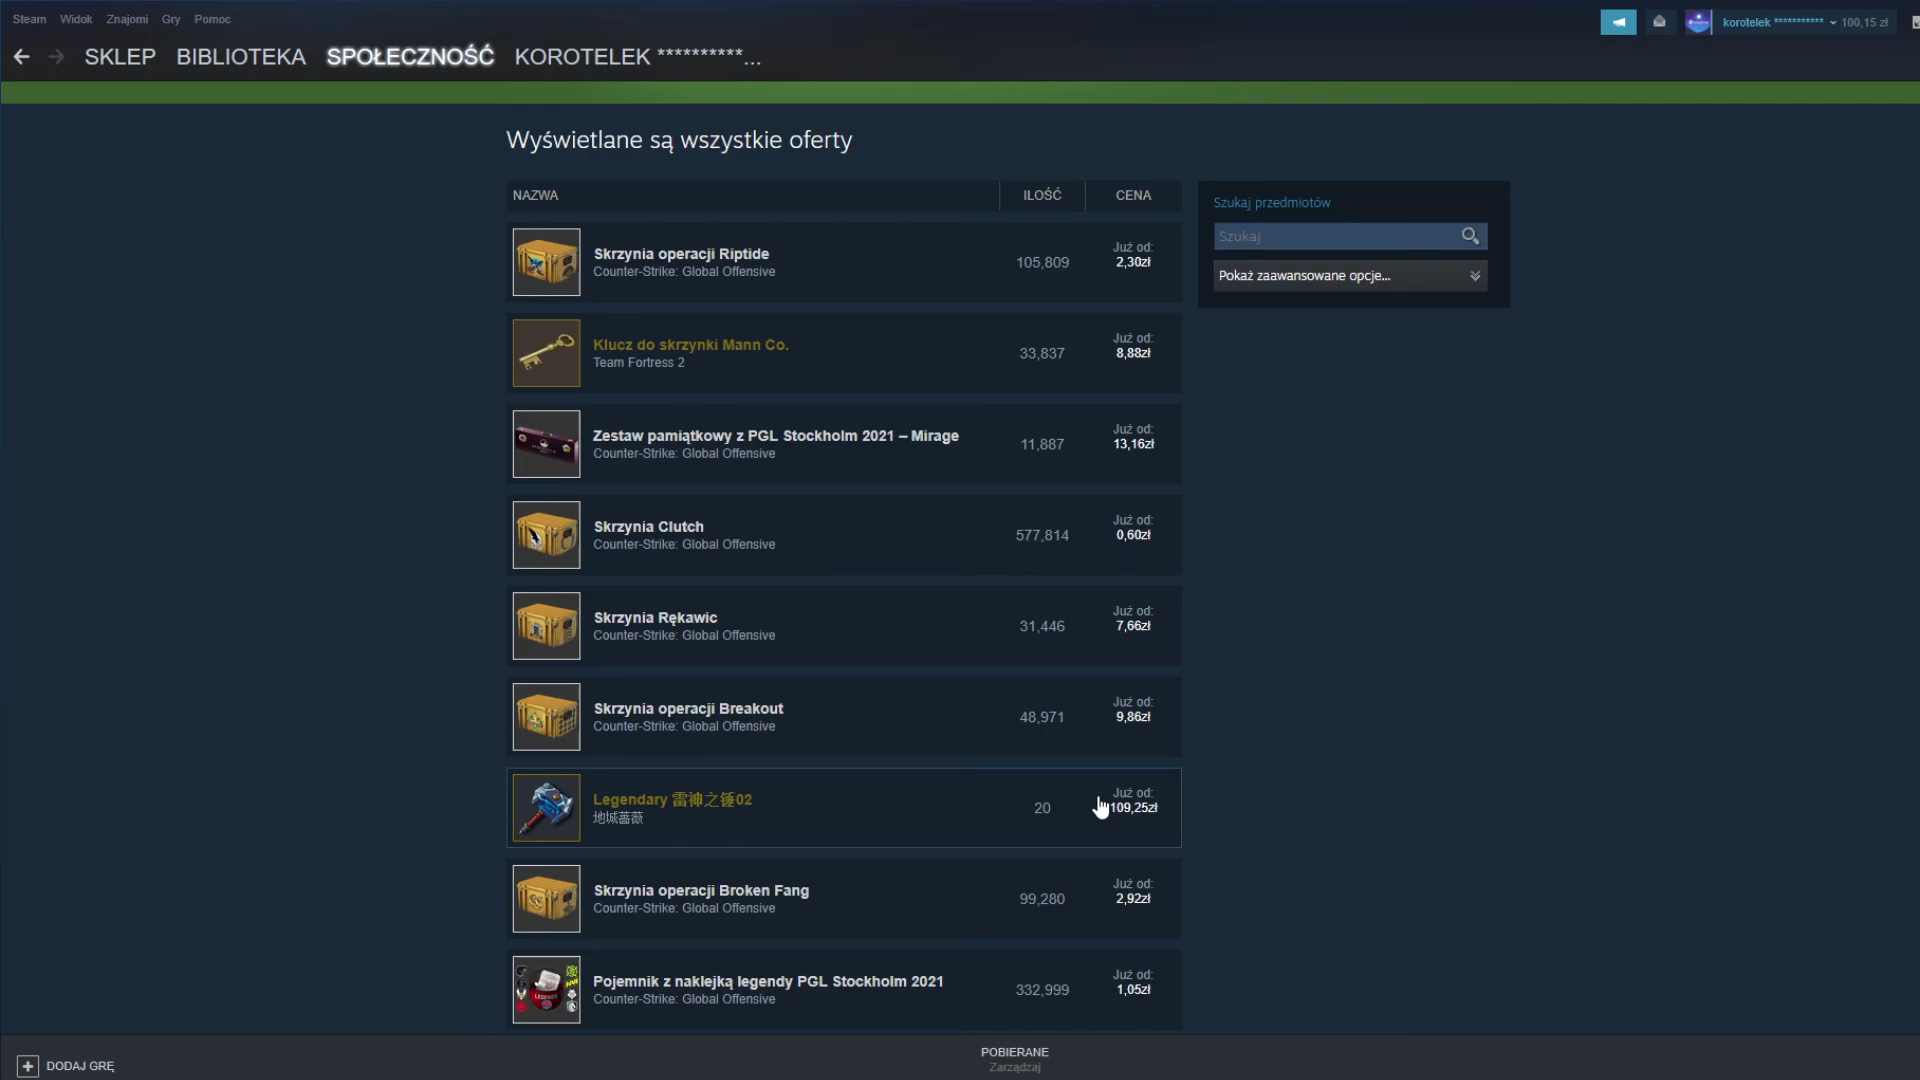 Steam Widok Znajomi Gry Pomoc
korotelek *********** 100,15 zł
SKLEP BIBLIOTEKA SPOŁECZNOŚĆ KOROTELEK **********...
Wyświetlane są wszystkie oferty
NAZWA ILOŚĆ CENA
Skrzynia operacji Riptide
Counter-Strike: Global Offensive
105,809
Już od:
2,30zł
Klucz do skrzynki Mann Co.
Team Fortress 2
33,837
Już od:
8,88zł
Zestaw pamiątkowy z PGL Stockholm 2021 – Mirage
Counter-Strike: Global Offensive
11,887
Już od:
13,16zł
Skrzynia Clutch
Counter-Strike: Global Offensive
577,814
Już od:
0,60zł
Skrzynia Rękawic
Counter-Strike: Global Offensive
31,446
Już od:
7,66zł
Skrzynia operacji Breakout
Counter-Strike: Global Offensive
48,971
Już od:
9,86zł
Legendary 雷神之锤02
地城蔷薇
20
Już od:
109,25zł
Skrzynia operacji Broken Fang
Counter-Strike: Global Offensive
99,280
Już od:
2,92zł
Pojemnik z naklejką legendy PGL Stockholm 2021
Counter-Strike: Global Offensive
332,999
Już od:
1,05zł
Szukaj przedmiotów
Szukaj
Pokaż zaawansowane opcje...
DODAJ GRĘ
POBIERANE
Zarządzaj